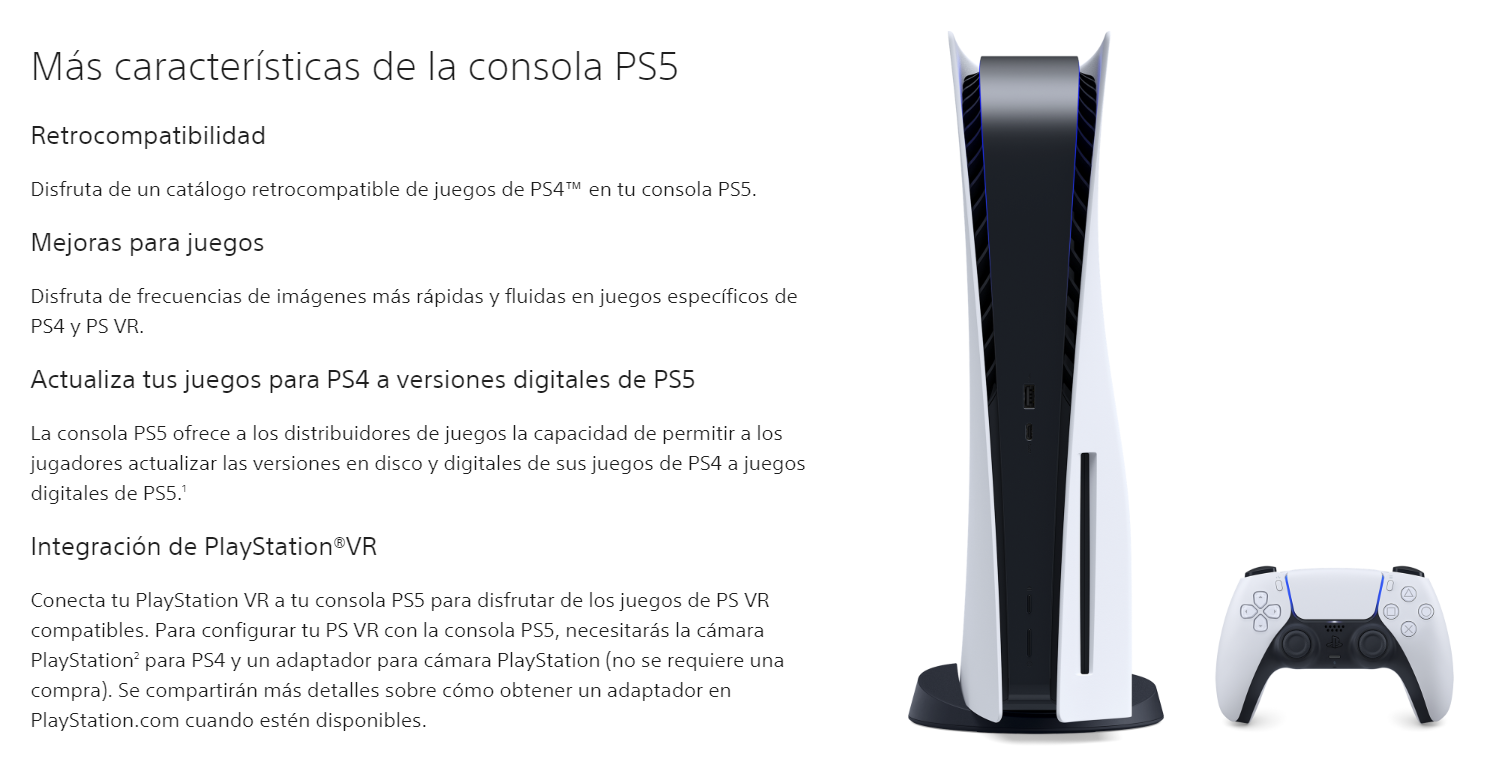 Más características de la consola PS5
Retrocompatibilidad
Disfruta de un catálogo retrocompatible de juegos de PS4™ en tu consola PS5.
Mejoras para juegos
Disfruta de frecuencias de imágenes más rápidas y fluidas en juegos específicos de
PS4 y PS VR.
Actualiza tus juegos para PS4 a versiones digitales de PS5
La consola PS5 ofrece a los distribuidores de juegos la capacidad de permitir a los
jugadores actualizar las versiones en disco y digitales de sus juegos de PS4 a juegos
digitales de PS5.¹
Integración de PlayStation®VR
Conecta tu PlayStation VR a tu consola PS5 para disfrutar de los juegos de PS VR
compatibles. Para configurar tu PS VR con la consola PS5, necesitarás la cámara
PlayStation² para PS4 y un adaptador para cámara PlayStation (no se requiere una
compra). Se compartirán más detalles sobre cómo obtener un adaptador en
PlayStation.com cuando estén disponibles.